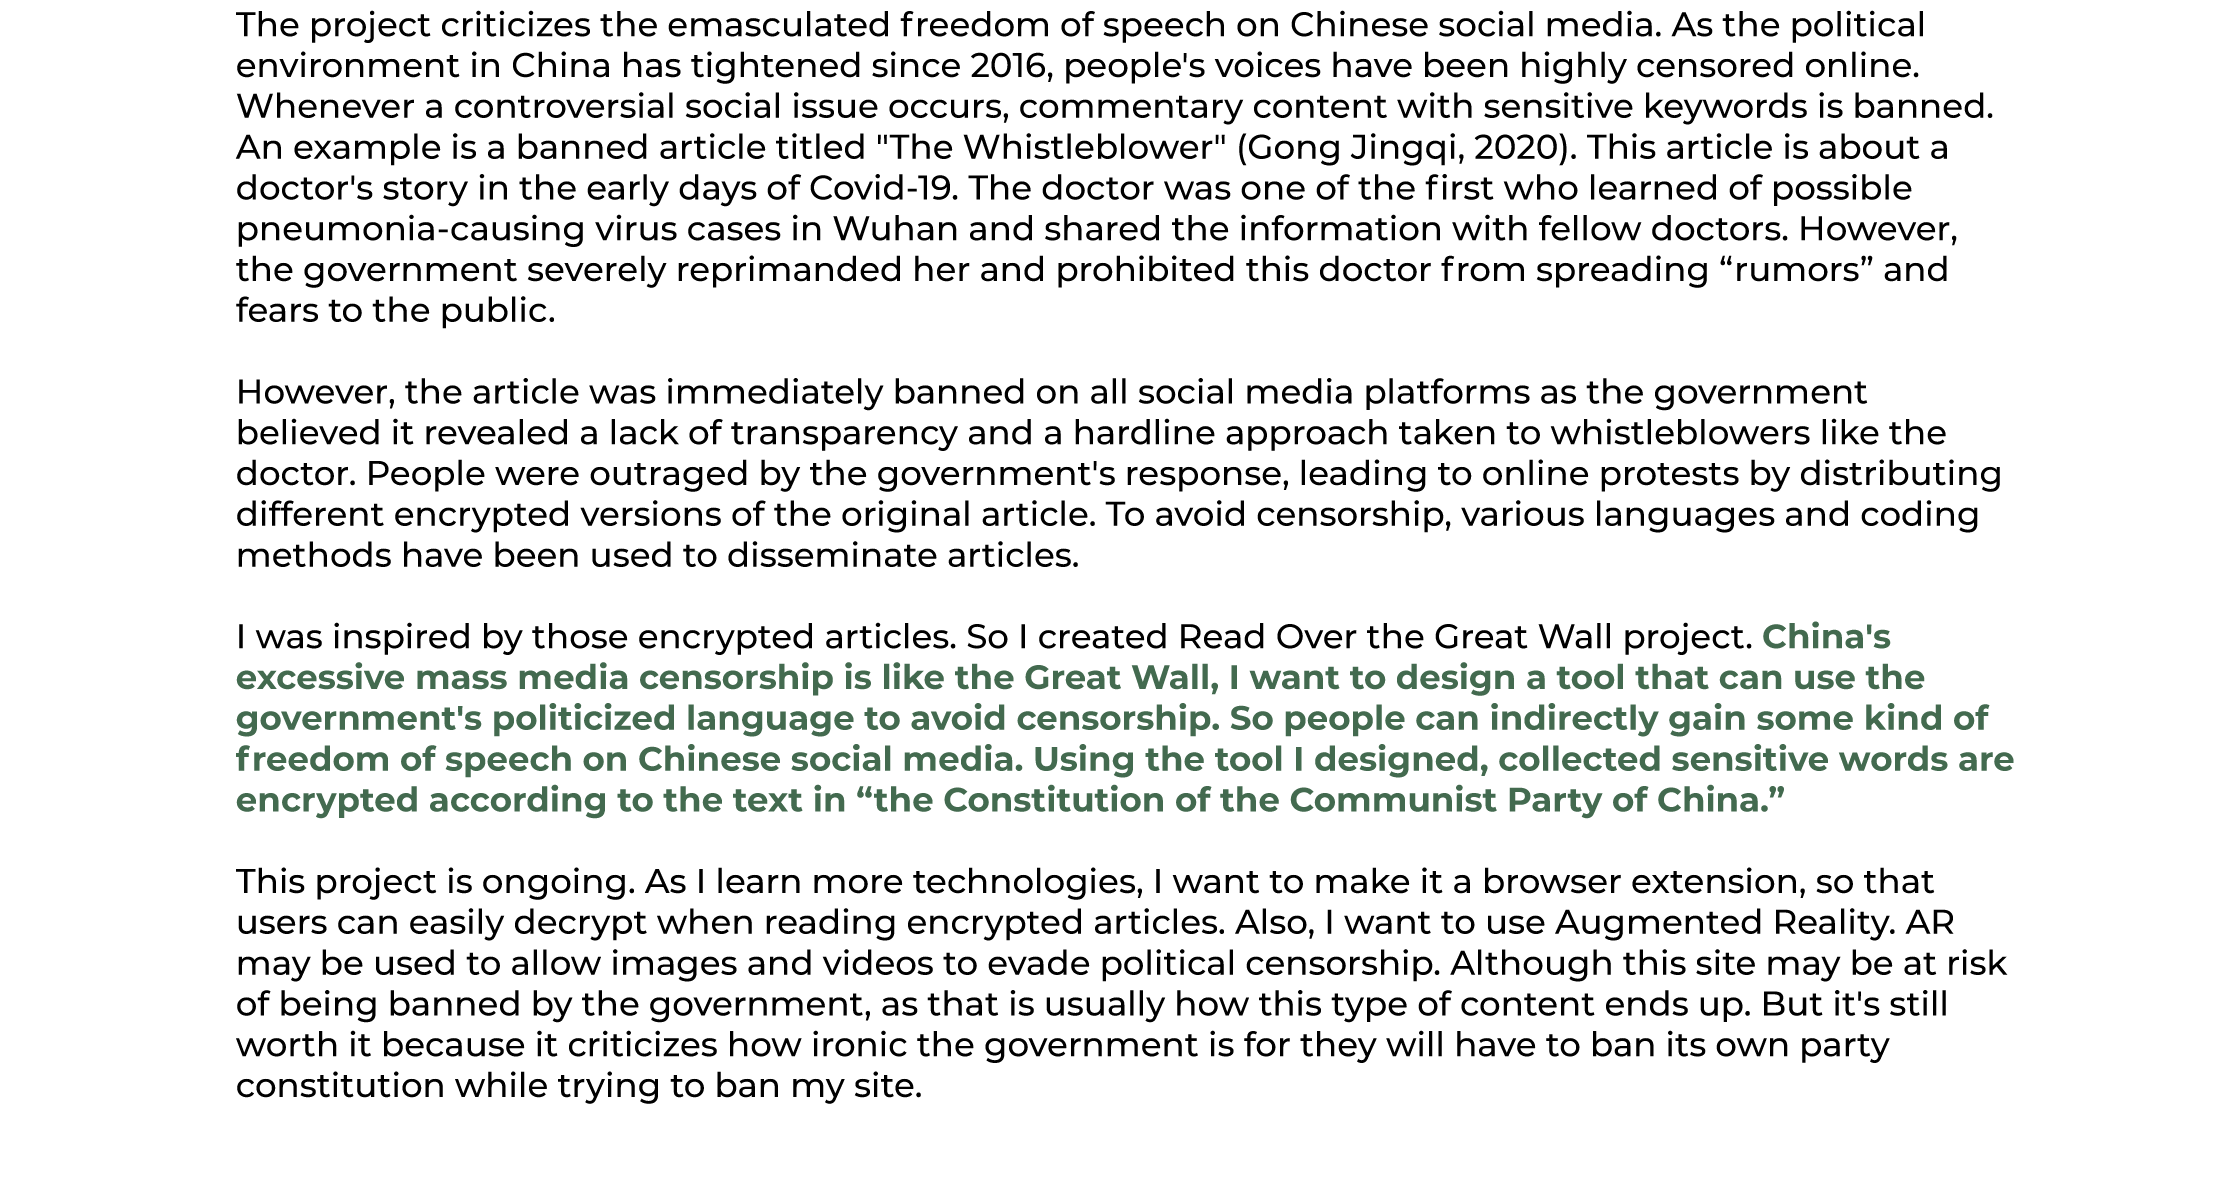 The project criticizes the emasculated freedom of speech on Chinese social media. As the political
environment in China has tightened since 2016, people's voices have been highly censored online.
Whenever a controversial social issue occurs, commentary content with sensitive keywords is banned.
An example is a banned article titled "The Whistleblower" (Gong Jingqi, 2020). This article is about a
doctor's story in the early days of Covid-19. The doctor was one of the first who learned of possible
pneumonia-causing virus cases in Wuhan and shared the information with fellow doctors. However,
the government severely reprimanded her and prohibited this doctor from spreading “rumors” and
fears to the public.
However, the article was immediately banned on all social media platforms as the government
believed it revealed a lack of transparency and a hardline approach taken to whistleblowers like the
doctor. People were outraged by the government's response, leading to online protests by distributing
different encrypted versions of the original article. To avoid censorship, various languages and coding
methods have been used to disseminate articles.
I was inspired by those encrypted articles. So I created Read Over the Great Wall project. China's
excessive mass media censorship is like the Great Wall, I want to design a tool that can use the
government's politicized language to avoid censorship. So people can indirectly gain some kind of
freedom of speech on Chinese social media. Using the tool I designed, collected sensitive words are
encrypted according to the text in “the Constitution of the Communist Party of China.”
This project is ongoing. As I learn more technologies, I want to make it a browser extension, so that
users can easily decrypt when reading encrypted articles. Also, I want to use Augmented Reality. AR
may be used to allow images and videos to evade political censorship. Although this site may be at risk
of being banned by the government, as that is usually how this type of content ends up. But it's still
worth it because it criticizes how ironic the government is for they will have to ban its own party
constitution while trying to ban my site.